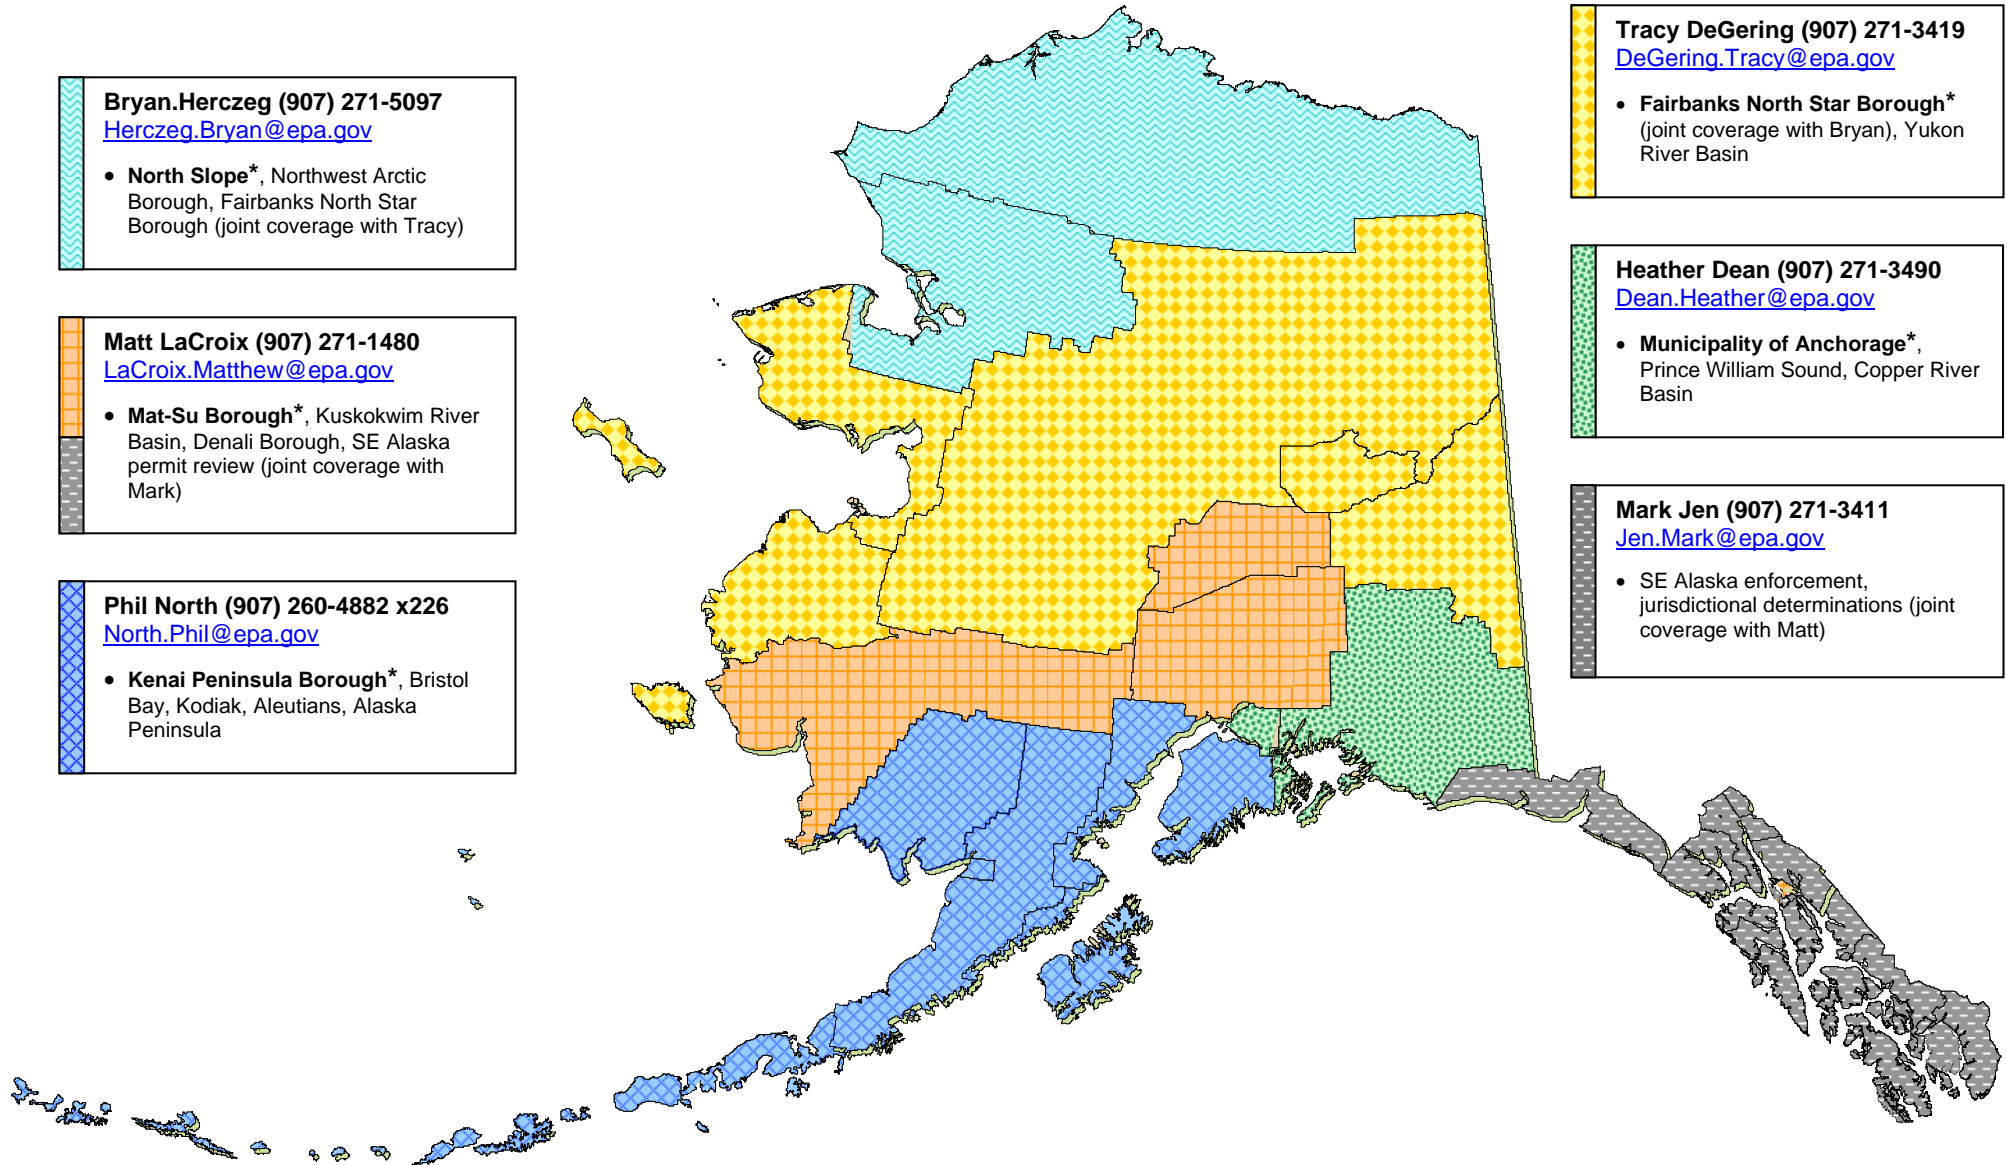 Bryan.Herczeg (907) 271-5097
Herczeg.Bryan@epa.gov
• North Slope*, Northwest Arctic
Borough, Fairbanks North Star
Borough (joint coverage with Tracy)
Matt LaCroix (907) 271-1480
LaCroix.Matthew@epa.gov
• Mat-Su Borough*, Kuskokwim River
Basin, Denali Borough, SE Alaska
permit review (joint coverage with
Mark)
Phil North (907) 260-4882 x226
North.Phil@epa.gov
• Kenai Peninsula Borough*, Bristol
Bay, Kodiak, Aleutians, Alaska
Peninsula
Tracy DeGering (907) 271-3419
DeGering.Tracy@epa.gov
• Fairbanks North Star Borough*
(joint coverage with Bryan), Yukon
River Basin
Heather Dean (907) 271-3490
Dean.Heather@epa.gov
• Municipality of Anchorage*,
Prince William Sound, Copper River
Basin
Mark Jen (907) 271-3411
Jen.Mark@epa.gov
• SE Alaska enforcement,
jurisdictional determinations (joint
coverage with Matt)